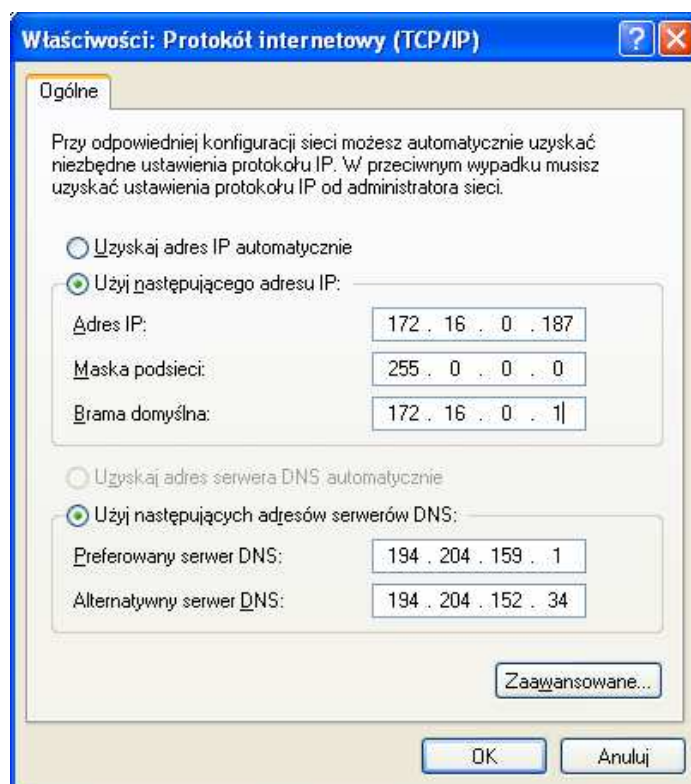 Właściwości: Protokół internetowy (TCP/IP)
Ogólne
Przy odpowiedniej konfiguracji sieci możesz automatycznie uzyskać
niezbędne ustawienia protokołu IP. W przeciwnym wypadku musisz
uzyskać ustawienia protokołu IP od administratora sieci.
Uzyskaj adres IP automatycznie
Użyj następującego adresu IP:
Adres IP: 172 . 16 . 0 . 187
Maska podsieci: 255 . 0 . 0 . 0
Brama domyślna: 172 . 16 . 0 . 1
Uzyskaj adres serwera DNS automatycznie
Użyj następujących adresów serwerów DNS:
Preferowany serwer DNS: 194 . 204 . 159 . 1
Alternatywny serwer DNS: 194 . 204 . 152 . 34
Zaawansowane...
OK Anuluj